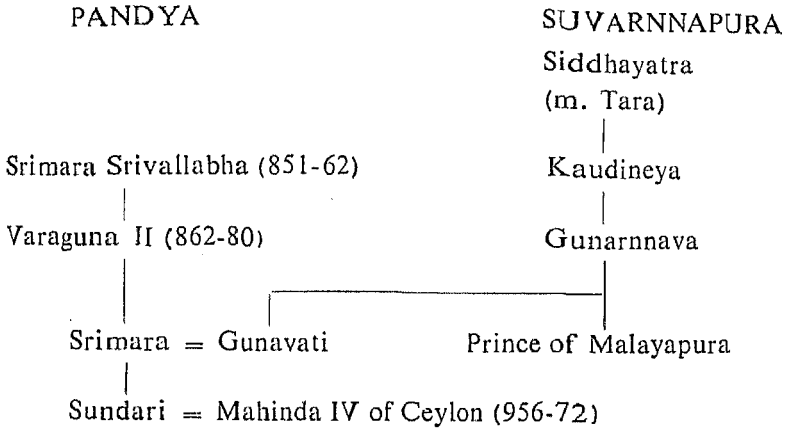 PANDYA SUVARNNAPURA
Siddhayatra
(m. Tara)
Srimara Srivallabha (851-62) Kaudineya
Varaguna II (862-80) Gunarnnava
Srimara = Gunavati Prince of Malayapura
Sundari = Mahinda IV of Ceylon (956-72)